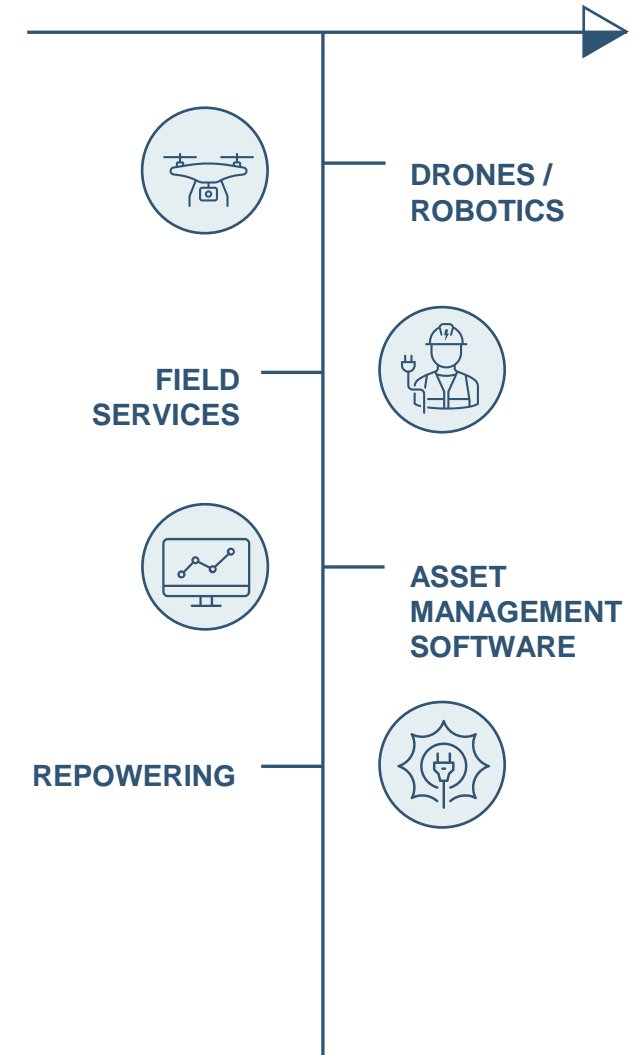 DRONES /
ROBOTICS
FIELD
SERVICES
ASSET
MANAGEMENT
SOFTWARE
REPOWERING